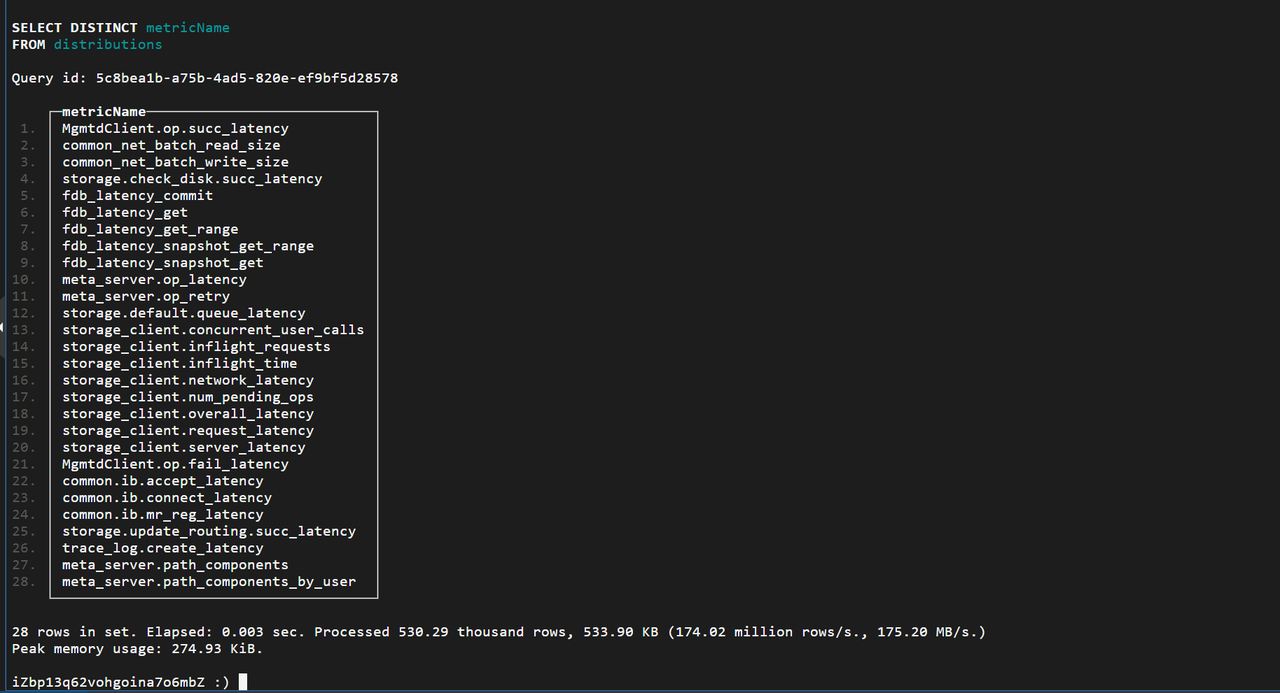 SELECT DISTINCT metricName
FROM distributions
Query id: 5c8bea1b-a75b-4ad5-820e-ef9bf5d28578
metricName
1. MgmtdClient.op.succ_latency
2. common_net_batch_read_size
3. common_net_batch_write_size
4. storage.check_disk.succ_latency
5. fdb_latency_commit
6. fdb_latency_get
7. fdb_latency_get_range
8. fdb_latency_snapshot_get_range
9. fdb_latency_snapshot_get
10. meta_server.op_latency
11. meta_server.op_retry
12. storage.default.queue_latency
13. storage_client.concurrent_user_calls
14. storage_client.inflight_requests
15. storage_client.inflight_time
16. storage_client.network_latency
17. storage_client.num_pending_ops
18. storage_client.overall_latency
19. storage_client.request_latency
20. storage_client.server_latency
21. MgmtdClient.op.fail_latency
22. common.ib.accept_latency
23. common.ib.connect_latency
24. common.ib.mr_reg_latency
25. storage.update_routing.succ_latency
26. trace_log.create_latency
27. meta_server.path_components
28. meta_server.path_components_by_user
28 rows in set. Elapsed: 0.003 sec. Processed 530.29 thousand rows, 533.90 KB (174.02 million rows/s., 175.20 MB/s.)
Peak memory usage: 274.93 KiB.
iZbp13q62vohgoina7o6mbZ :)